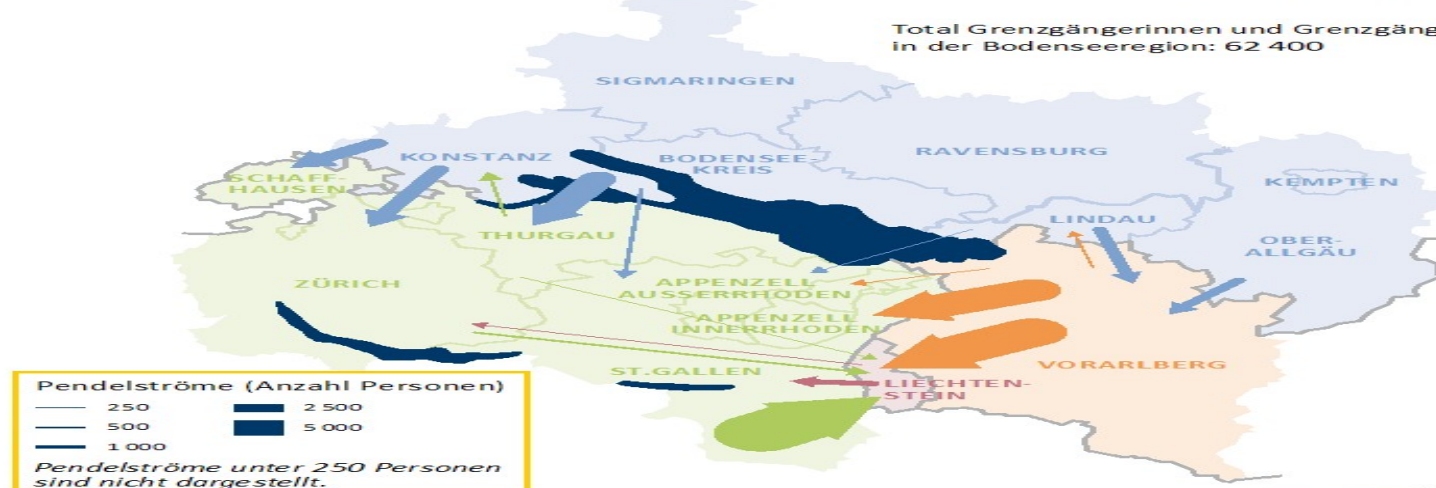 Total Grenzgängerinnen und Grenzgäng
in der Bodenseeregion: 62 400
SIGMARINGEN
KONSTANZ
BODENSEE-
KREIS
RAVENSBURG
KEMPTEN
SCHAFF-
HAUSEN
LINDAU
THURGAU
OBER-
ALLGÄU
ZÜRICH
APPENZELL
AUSSERRHODEN
APPENZELL
INNERRHODEN
ST.GALLEN
VORARLBERG
LIECHTEN-
STEIN
Pendelströme (Anzahl Personen)
250
2 500
500
5 000
1 000
Pendelströme unter 250 Personen
sind nicht dargestellt.